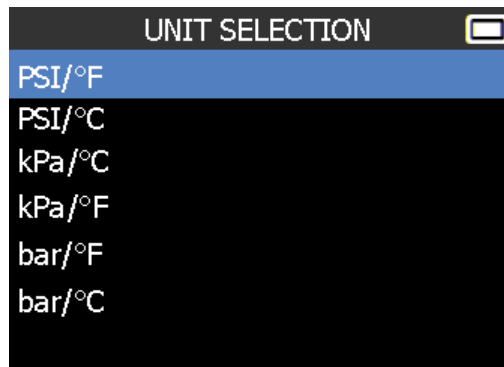 UNIT SELECTION
PSI/°F
PSI/°C
kPa/°C
kPa/°F
bar/°F
bar/°C